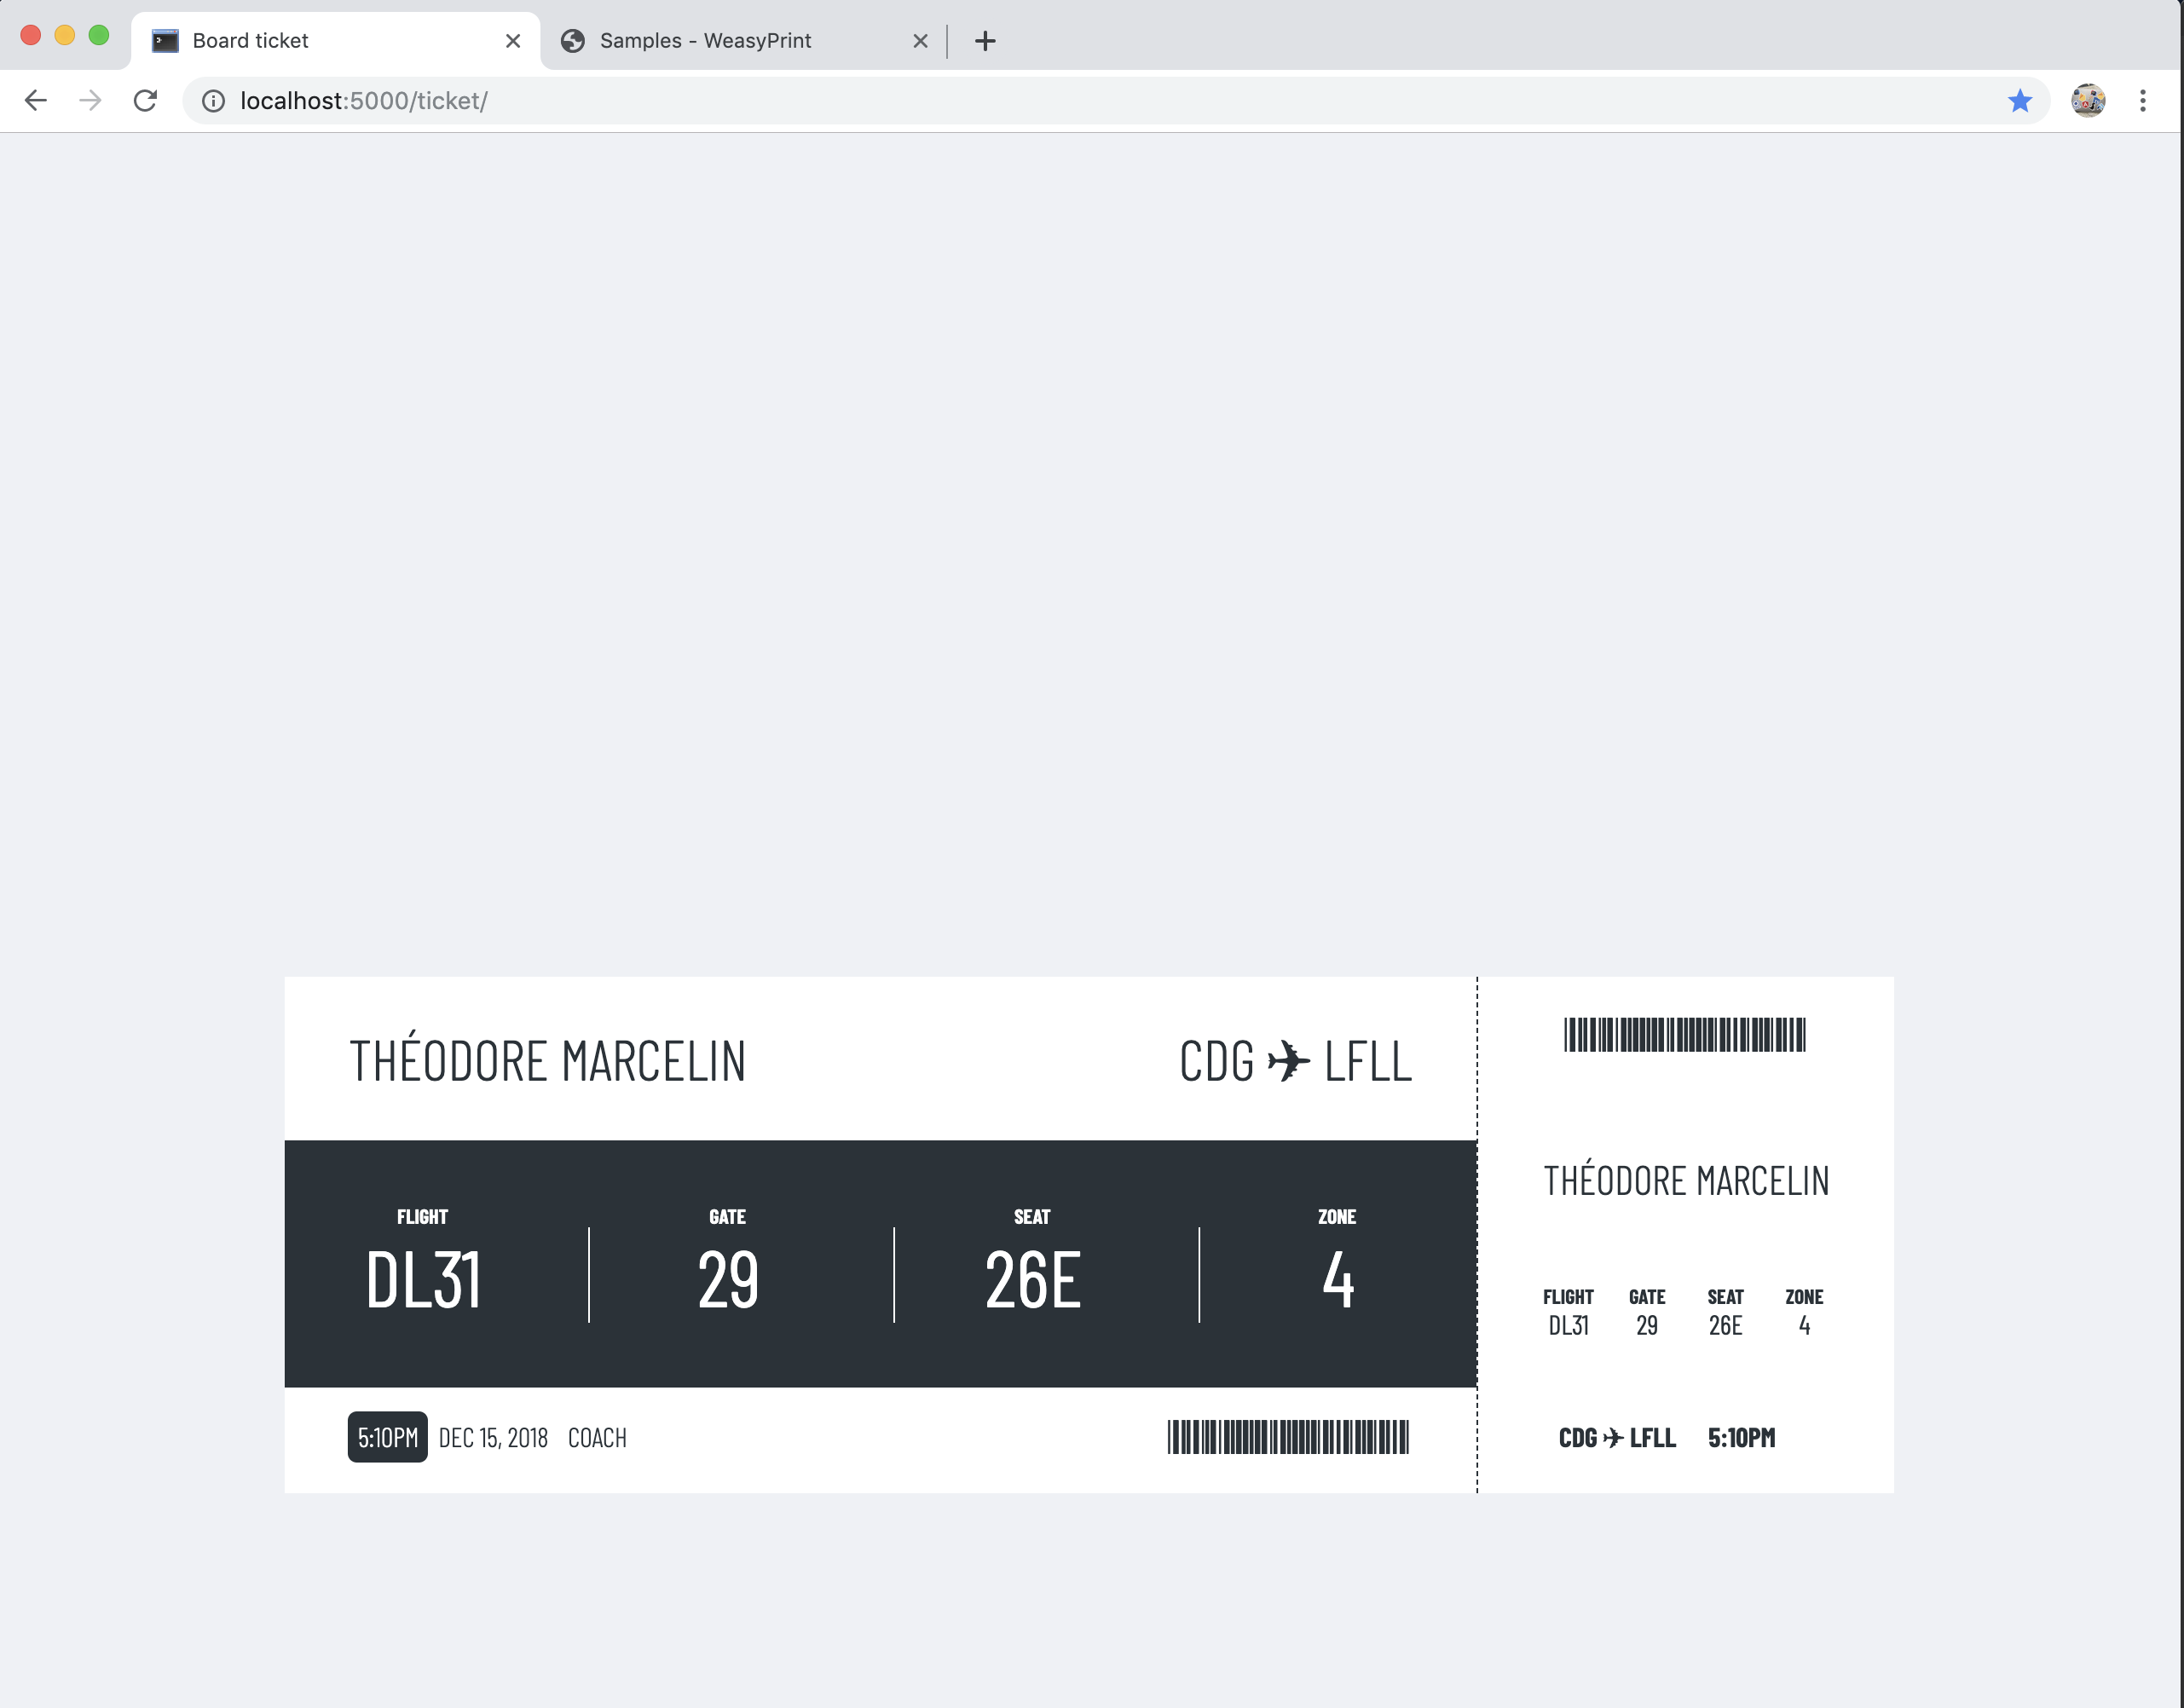 Board ticket
Samples - WeasyPrint
localhost:5000/ticket/
THÉODORE MARCELIN
CDG ✈ LFLL
FLIGHT GATE SEAT ZONE
DL31 29 26E 4
5:10PM DEC 15, 2018 COACH
THÉODORE MARCELIN
FLIGHT GATE SEAT ZONE
DL31 29 26E 4
CDG ✈ LFLL 5:10PM